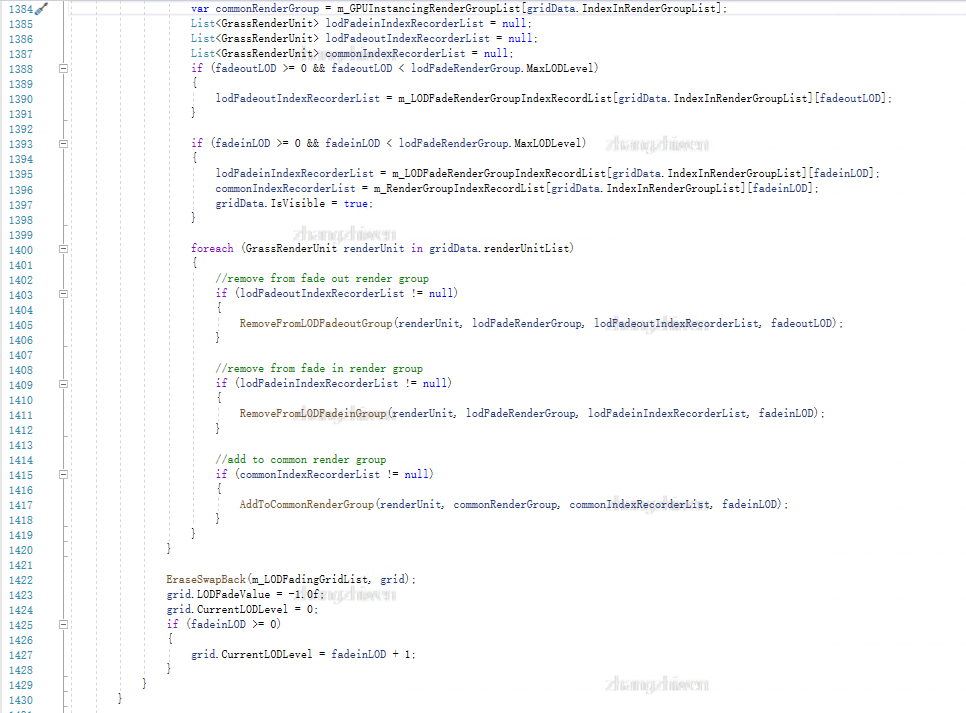 1384 var commonRenderGroup = m_GPUInstancingRenderGroupList[gridData.IndexInRenderGroupList];
1385 List<GrassRenderUnit> lodFadeinIndexRecorderList = null;
1386 List<GrassRenderUnit> lodFadeoutIndexRecorderList = null;
1387 List<GrassRenderUnit> commonIndexRecorderList = null;
1388 if (fadeoutLOD >= 0 && fadeoutLOD < lodFadeRenderGroup.MaxLODLevel)
1389 {
1390 lodFadeoutIndexRecorderList = m_LODFadeRenderGroupIndexRecordList[gridData.IndexInRenderGroupList][fadeoutLOD];
1391 }
1392
1393 if (fadeinLOD >= 0 && fadeinLOD < lodFadeRenderGroup.MaxLODLevel)
1394 {
1395 lodFadeinIndexRecorderList = m_LODFadeRenderGroupIndexRecordList[gridData.IndexInRenderGroupList][fadeinLOD];
1396 commonIndexRecorderList = m_RenderGroupIndexRecordList[gridData.IndexInRenderGroupList][fadeinLOD];
1397 gridData.IsVisible = true;
1398 }
1399
1400 foreach (GrassRenderUnit renderUnit in gridData.renderUnitList)
1401 {
1402 //remove from fade out render group
1403 if (lodFadeoutIndexRecorderList != null)
1404 {
1405 RemoveFromLODFadeoutGroup(renderUnit, lodFadeRenderGroup, lodFadeoutIndexRecorderList, fadeoutLOD);
1406 }
1407
1408 //remove from fade in render group
1409 if (lodFadeinIndexRecorderList != null)
1410 {
1411 RemoveFromLODFadeinGroup(renderUnit, lodFadeRenderGroup, lodFadeinIndexRecorderList, fadeinLOD);
1412 }
1413
1414 //add to common render group
1415 if (commonIndexRecorderList != null)
1416 {
1417 AddToCommonRenderGroup(renderUnit, commonRenderGroup, commonIndexRecorderList, fadeinLOD);
1418 }
1419 }
1420 }
1421
1422 EraseSwapBack(m_LODFadingGridList, grid);
1423 grid.LODFadeValue = -1.0f;
1424 grid.CurrentLODLevel = 0;
1425 if (fadeinLOD >= 0)
1426 {
1427 grid.CurrentLODLevel = fadeinLOD + 1;
1428 }
1429 }
1430 }
zhangzhiwen
zhangzhiwen
zhangzhiwen
zhangzhiwen
zhangzhiwen
zhangzhiwen
zhangzhiwen
zhangzhiwen